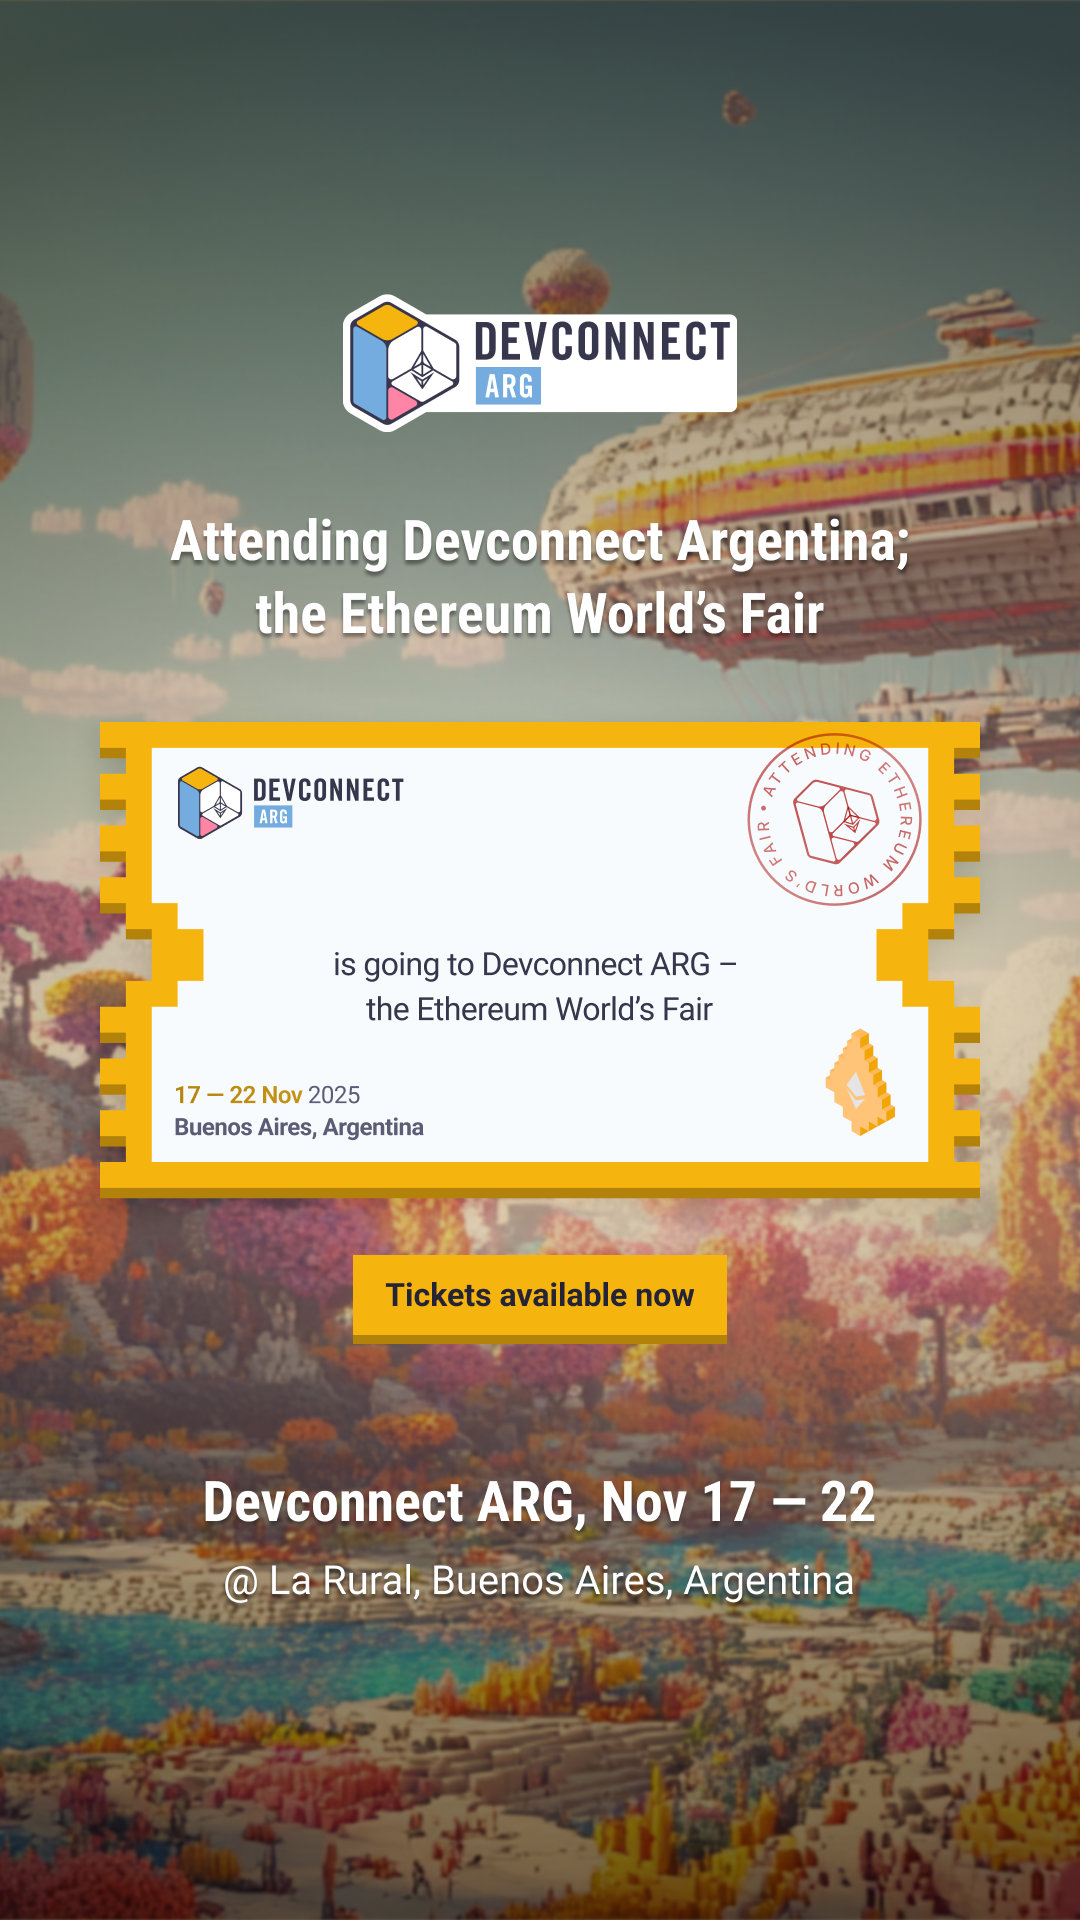 DEVCONNECT
ARG
Attending Devconnect Argentina;
the Ethereum World’s Fair
DEVCONNECT
ARG
ATTENDING ETHEREUM WORLD'S FAIR •
is going to Devconnect ARG –
the Ethereum World’s Fair
17 — 22 Nov 2025
Buenos Aires, Argentina
Tickets available now
Devconnect ARG, Nov 17 — 22
@ La Rural, Buenos Aires, Argentina